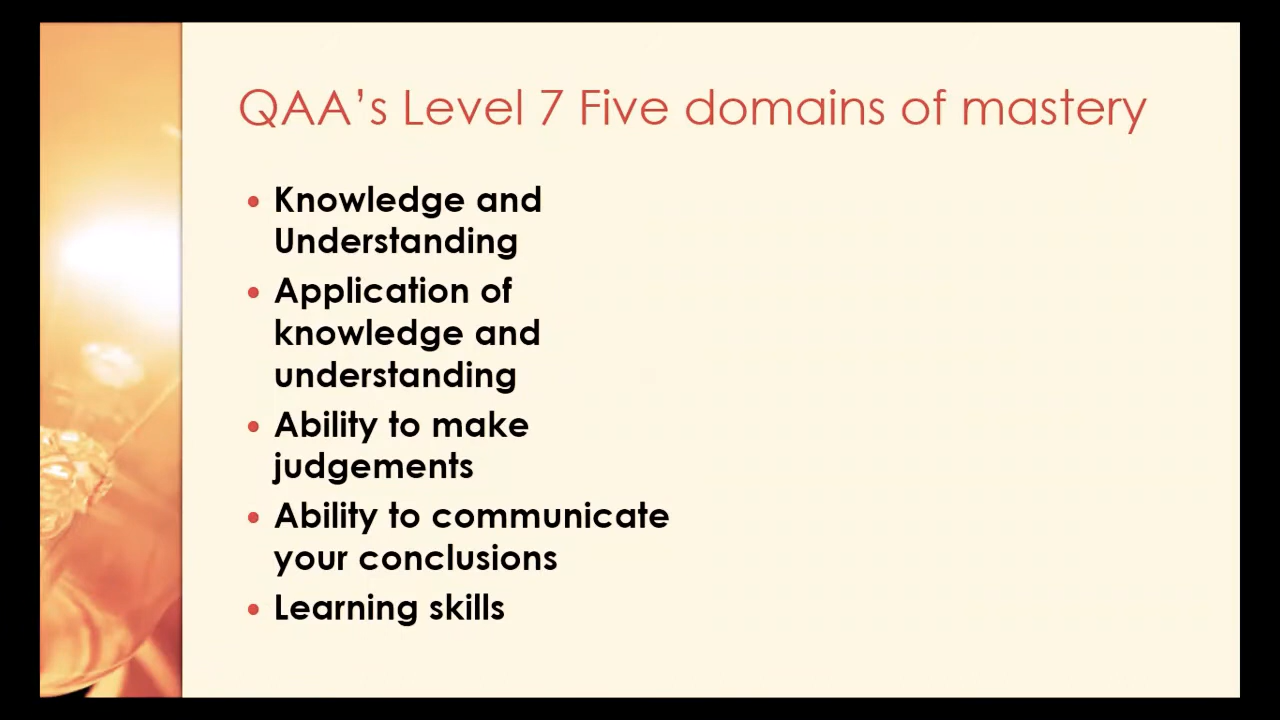 QAA’s Level 7 Five domains of mastery
• Knowledge and
Understanding
• Application of
knowledge and
understanding
• Ability to make
judgements
• Ability to communicate
your conclusions
• Learning skills